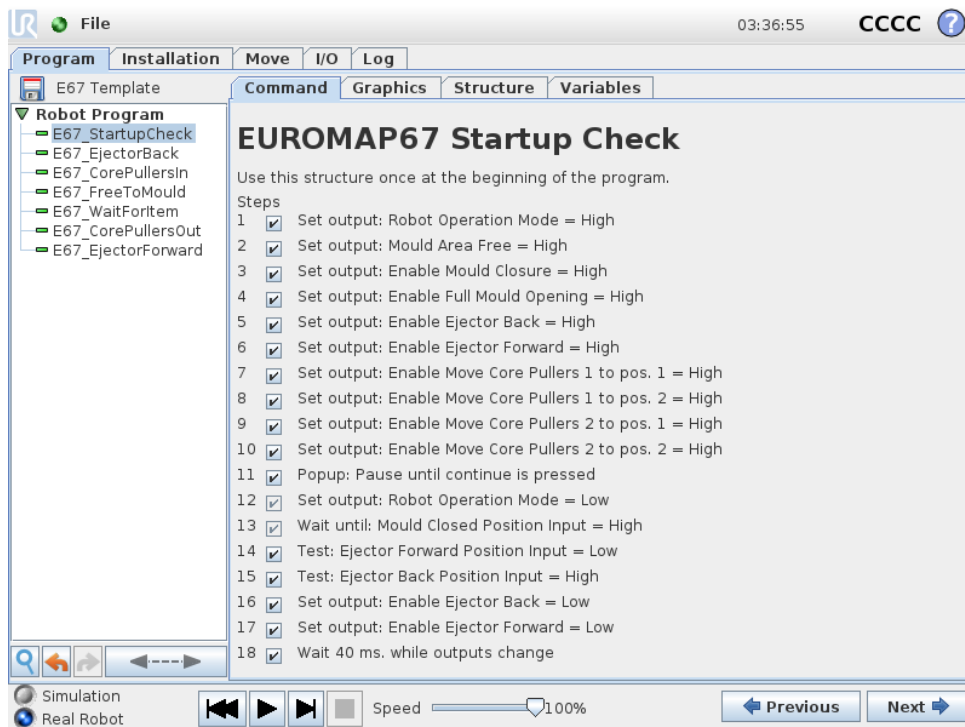 UR File 03:36:55 CCCC ?
Program Installation Move I/O Log
E67 Template Command Graphics Structure Variables
Robot Program
E67_StartupCheck
E67_EjectorBack
E67_CorePullersIn
E67_FreeToMould
E67_WaitForItem
E67_CorePullersOut
E67_EjectorForward
EUROMAP67 Startup Check
Use this structure once at the beginning of the program.
Steps
1 Set output: Robot Operation Mode = High
2 Set output: Mould Area Free = High
3 Set output: Enable Mould Closure = High
4 Set output: Enable Full Mould Opening = High
5 Set output: Enable Ejector Back = High
6 Set output: Enable Ejector Forward = High
7 Set output: Enable Move Core Pullers 1 to pos. 1 = High
8 Set output: Enable Move Core Pullers 1 to pos. 2 = High
9 Set output: Enable Move Core Pullers 2 to pos. 1 = High
10 Set output: Enable Move Core Pullers 2 to pos. 2 = High
11 Popup: Pause until continue is pressed
12 Set output: Robot Operation Mode = Low
13 Wait until: Mould Closed Position Input = High
14 Test: Ejector Forward Position Input = Low
15 Test: Ejector Back Position Input = High
16 Set output: Enable Ejector Back = Low
17 Set output: Enable Ejector Forward = Low
18 Wait 40 ms. while outputs change
Simulation
Real Robot
Speed 100% Previous Next